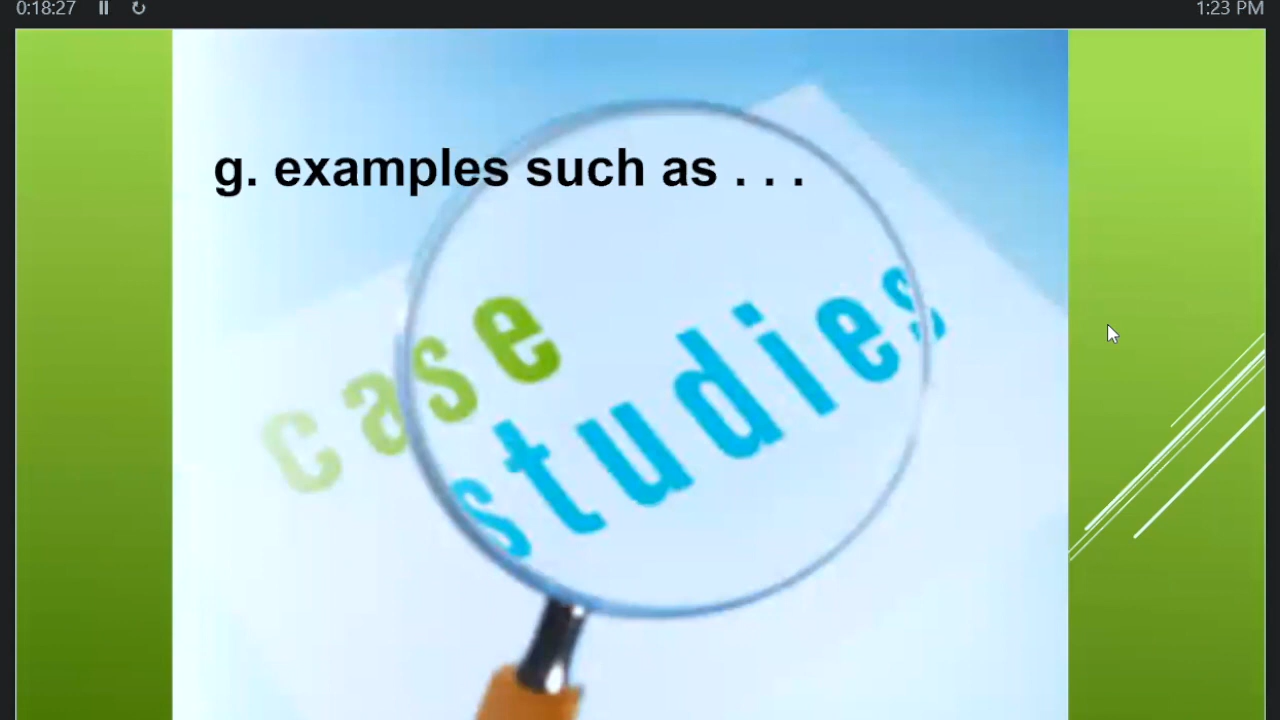 0:18:27
1:23 PM
g. examples such as . . .
case
studies